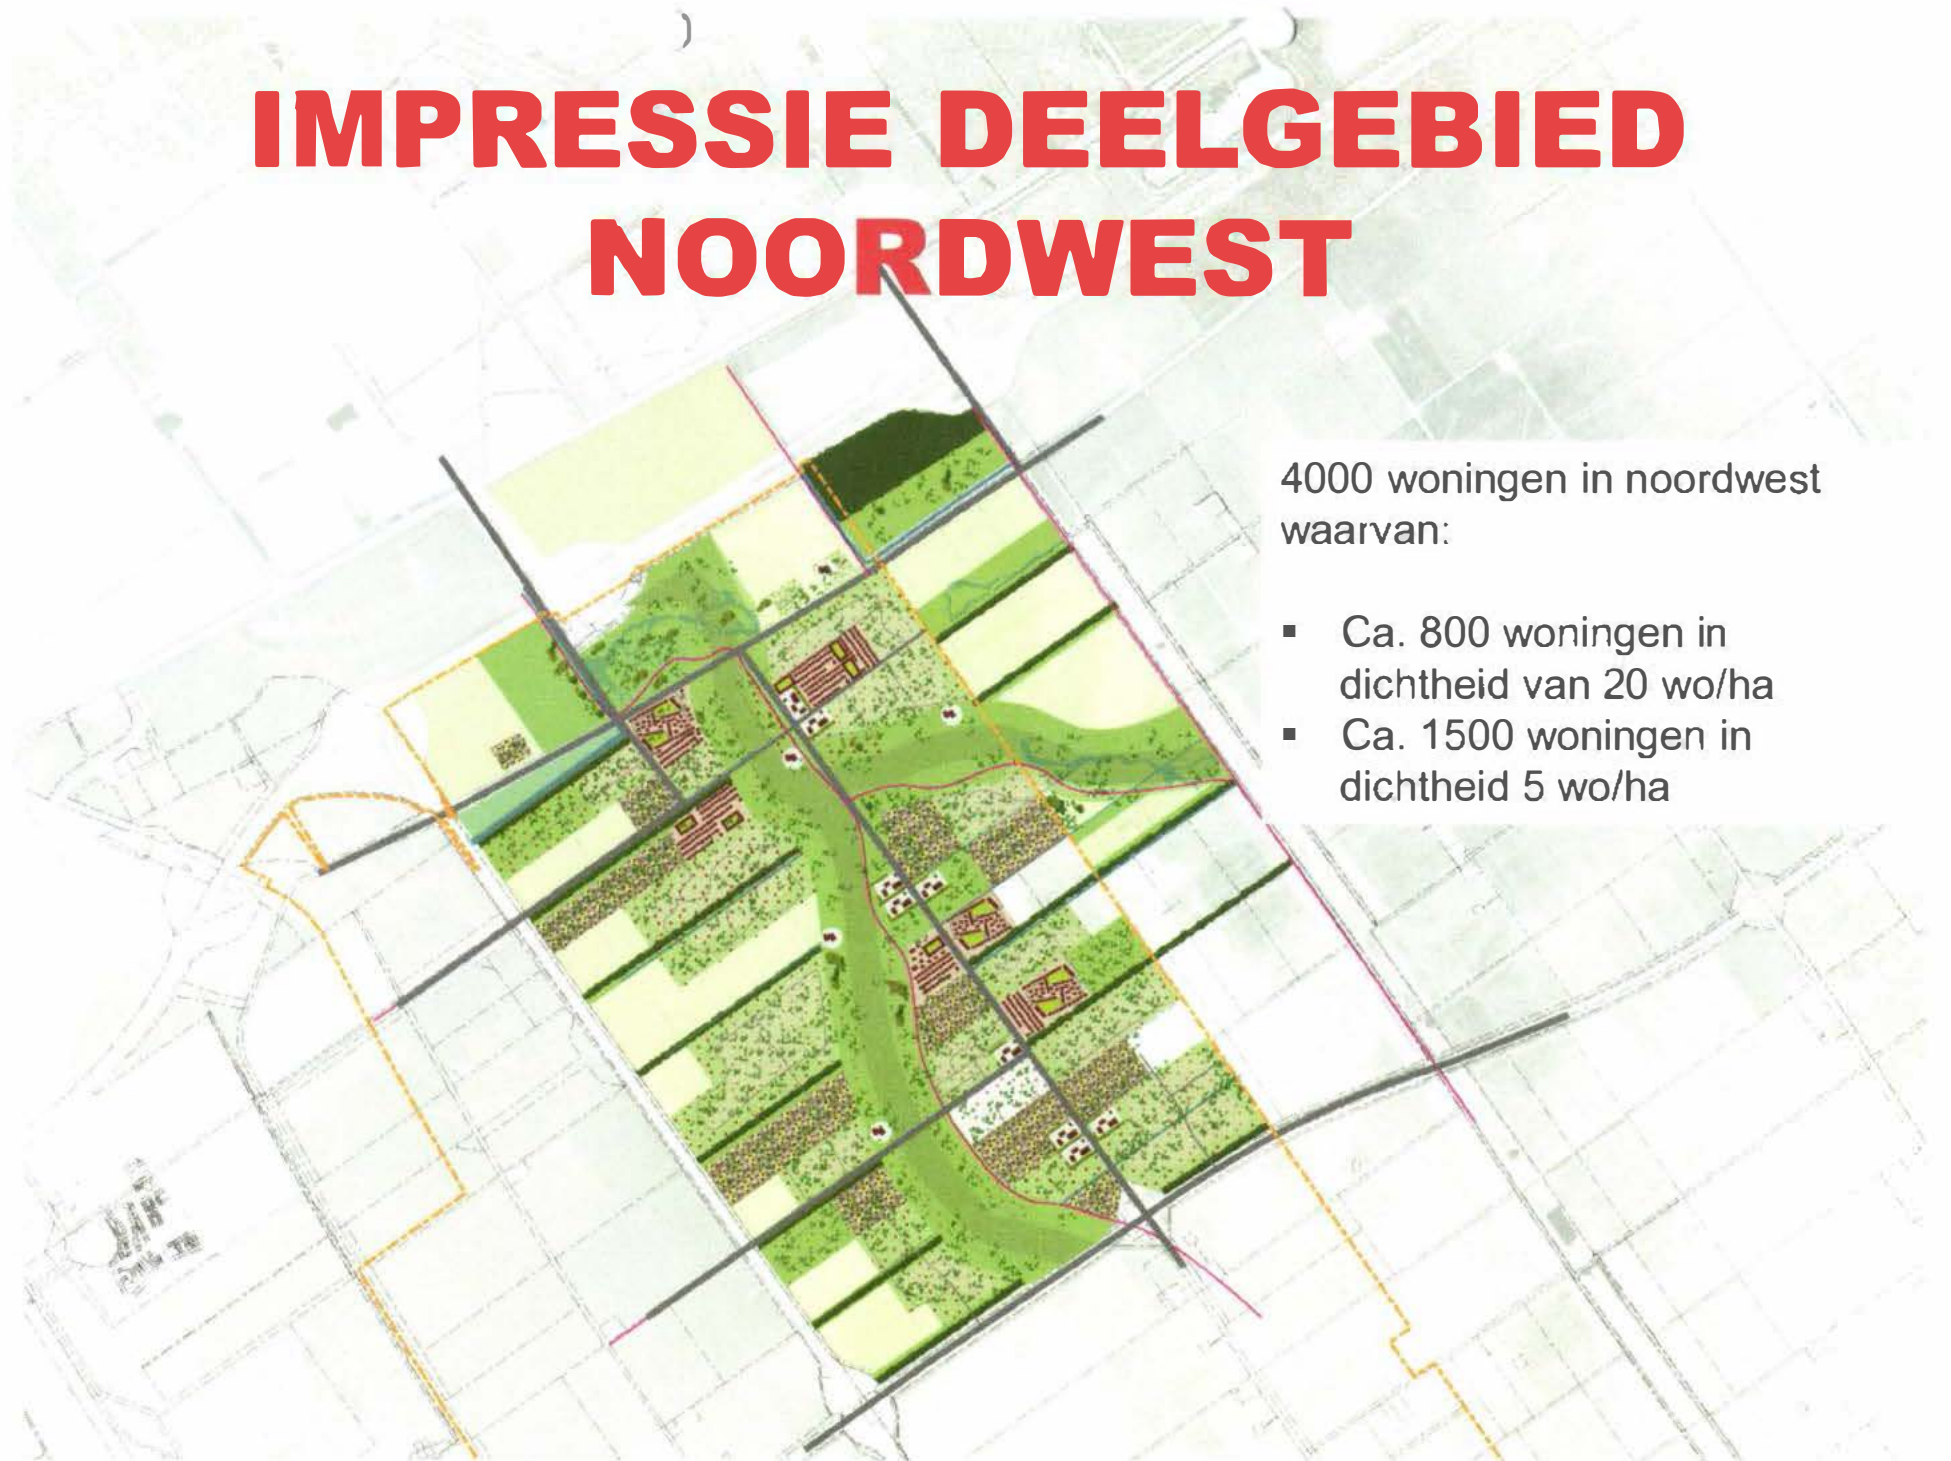 IMPRESSIE DEELGEBIED
NOORDWEST
4000 woningen in noordwest
waarvan:
▪ Ca. 800 woningen in
dichtheid van 20 wo/ha
▪ Ca. 1500 woningen in
dichtheid 5 wo/ha